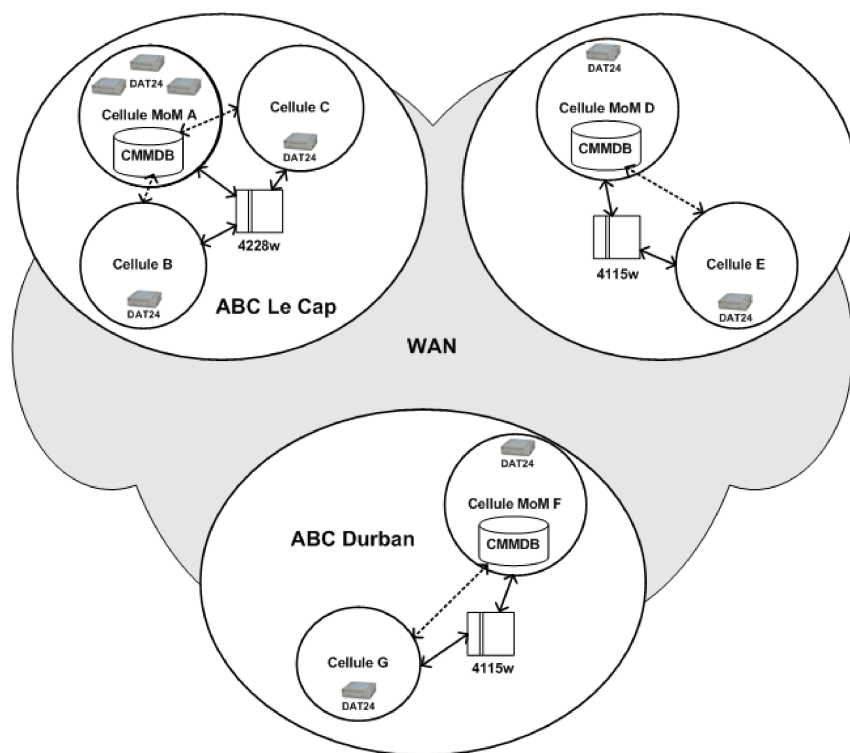 DAT24
Cellule MoM A
CMMDB
Cellule C
DAT24
4228w
Cellule B
DAT24
ABC Le Cap
DAT24
Cellule MoM D
CMMDB
4115w
Cellule E
DAT24
WAN
DAT24
Cellule MoM F
CMMDB
ABC Durban
Cellule G
DAT24
4115w